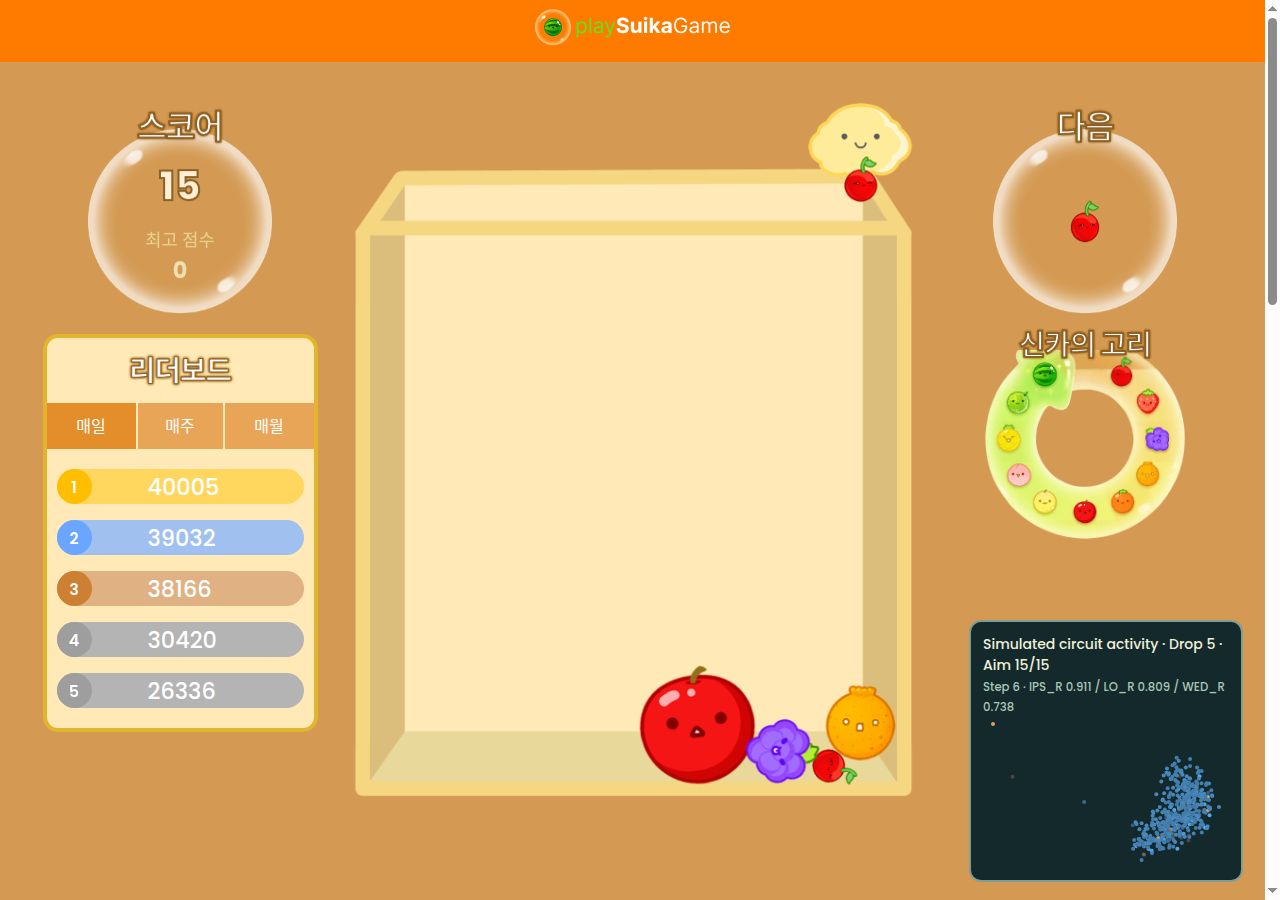 playSuikaGame
스코어
15
최고 점수
0
다음
리더보드
매일 매주 매월
1 40005
2 39032
3 38166
4 30420
5 26336
신카의 고리
Simulated circuit activity · Drop 5 ·
Aim 15/15
Step 6 · IPS_R 0.911 / LO_R 0.809 / WED_R
0.738